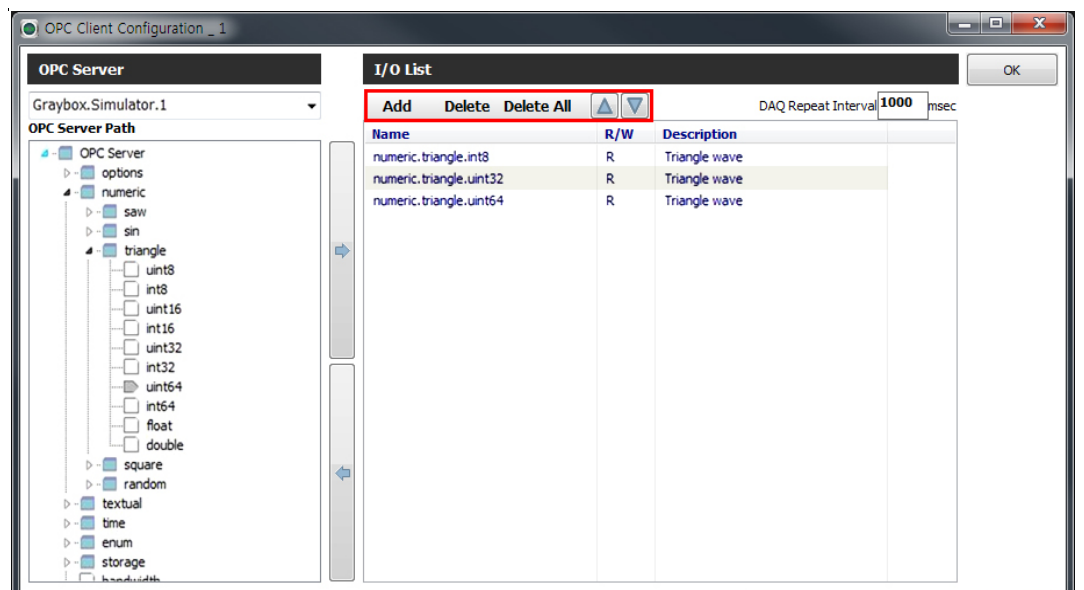 OPC Client Configuration _ 1
OPC Server
I/O List
OK
Graybox.Simulator.1
Add Delete Delete All
DAQ Repeat Interval 1000 msec
OPC Server Path
Name R/W Description
OPC Server
options
numeric
saw
sin
triangle
uint8
int8
uint16
int16
uint32
int32
uint64
int64
float
double
square
random
textual
time
enum
storage
bandwidth
numeric.triangle.int8 R Triangle wave
numeric.triangle.uint32 R Triangle wave
numeric.triangle.uint64 R Triangle wave